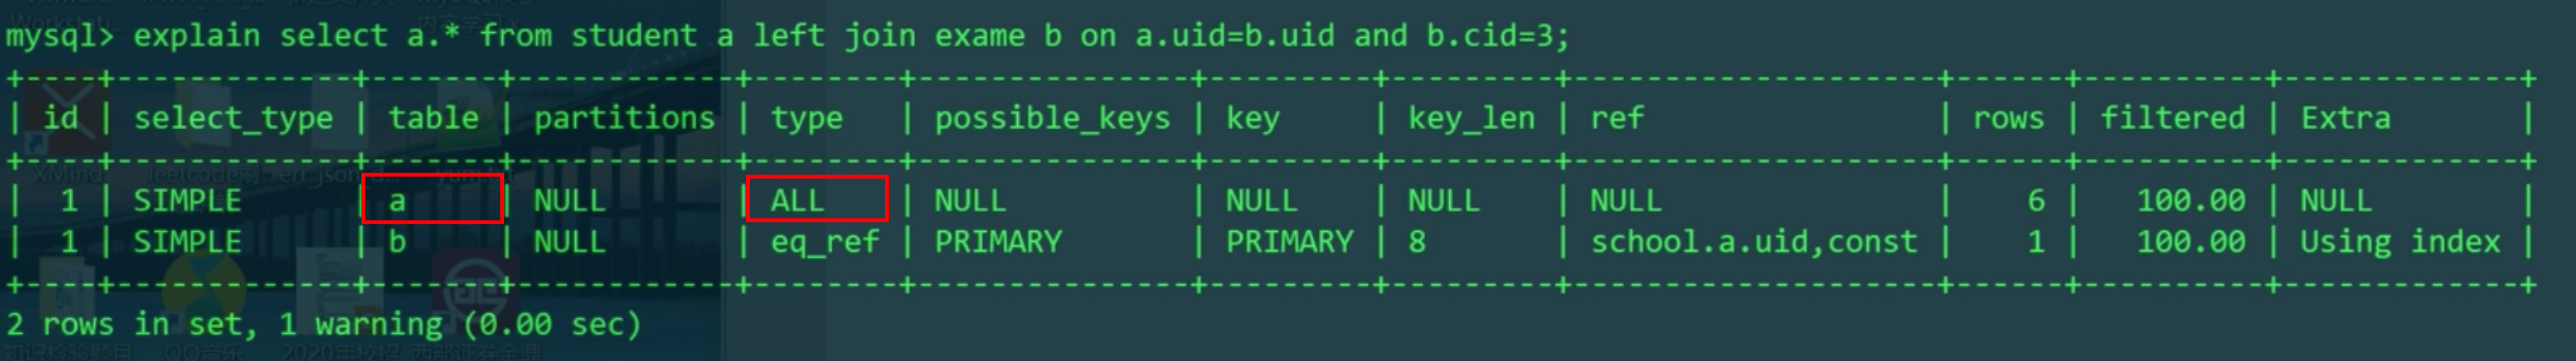 Workstati...
mysql> explain select a.* from student a left join exame b on a.uid=b.uid and b.cid=3;
+----+-------------+-------+------------+--------+---------------+---------+---------+--------------------+------+----------+-------------+
| id | select_type | table | partitions | type | possible_keys | key | key_len | ref | rows | filtered | Extra |
+----+-------------+-------+------------+--------+---------------+---------+---------+--------------------+------+----------+-------------+
XMind
| 1 | SIMPLE | a | NULL | ALL | NULL | NULL | NULL | NULL | 6 | 100.00 | NULL |
| 1 | SIMPLE | b | NULL | eq_ref | PRIMARY | PRIMARY | 8 | school.a.uid,const | 1 | 100.00 | Using index |
+----+-------------+-------+------------+--------+---------------+---------+---------+--------------------+------+----------+-------------+
2 rows in set, 1 warning (0.00 sec)